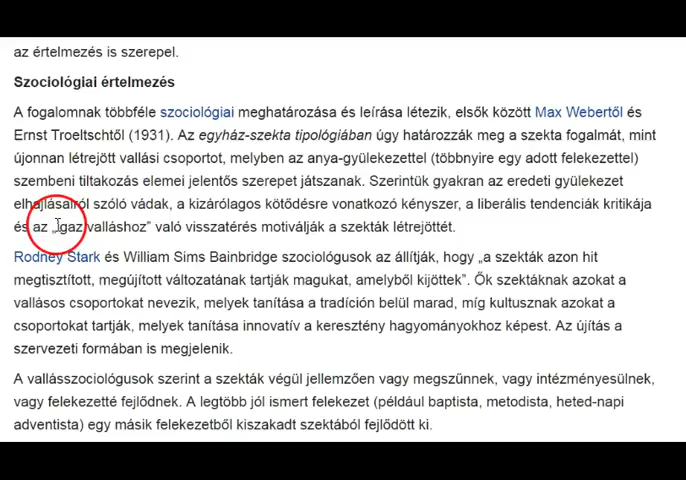 az értelmezés is szerepel.
Szociológiai értelmezés
A fogalomnak többféle szociológiai meghatározása és leírása létezik, elsők között Max Webertől és
Ernst Troeltschtől (1931). Az egyház-szekta tipológiában úgy határozzák meg a szekta fogalmát, mint
újonnan létrejött vallási csoportot, melyben az anya-gyülekezettel (többnyire egy adott felekezettel)
szembeni tiltakozás elemei jelentős szerepet játszanak. Szerintük gyakran az eredeti gyülekezet
elhajlásairól szóló vádak, a kizárólagos kötődésre vonatkozó kényszer, a liberális tendenciák kritikája
és az „igaz valláshoz” való visszatérés motiválják a szekták létrejöttét.
Rodney Stark és William Sims Bainbridge szociológusok az állítják, hogy „a szekták azon hit
megtisztított, megújított változatának tartják magukat, amelyből kijöttek”. Ők szektáknak azokat a
vallásos csoportokat nevezik, melyek tanítása a tradíción belül marad, míg kultusznak azokat a
csoportokat tartják, melyek tanítása innovatív a keresztény hagyományokhoz képest. Az újítás a
szervezeti formában is megjelenik.
A vallásszociológusok szerint a szekták végül jellemzően vagy megszűnnek, vagy intézményesülnek,
vagy felekezetté fejlődnek. A legtöbb jól ismert felekezet (például baptista, metodista, heted-napi
adventista) egy másik felekezetből kiszakadt szektából fejlődött ki.